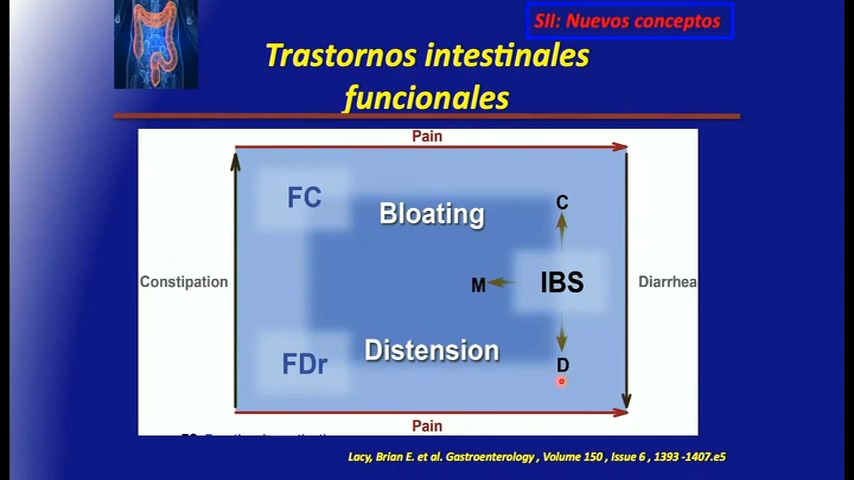 SII: Nuevos conceptos
Trastornos intestinales
funcionales
Pain
FC
Bloating
C
Constipation
M
IBS
Diarrhea
FDr
Distension
D
Pain
Lacy, Brian E. et al. Gastroenterology , Volume 150 , Issue 6 , 1393 -1407.e5